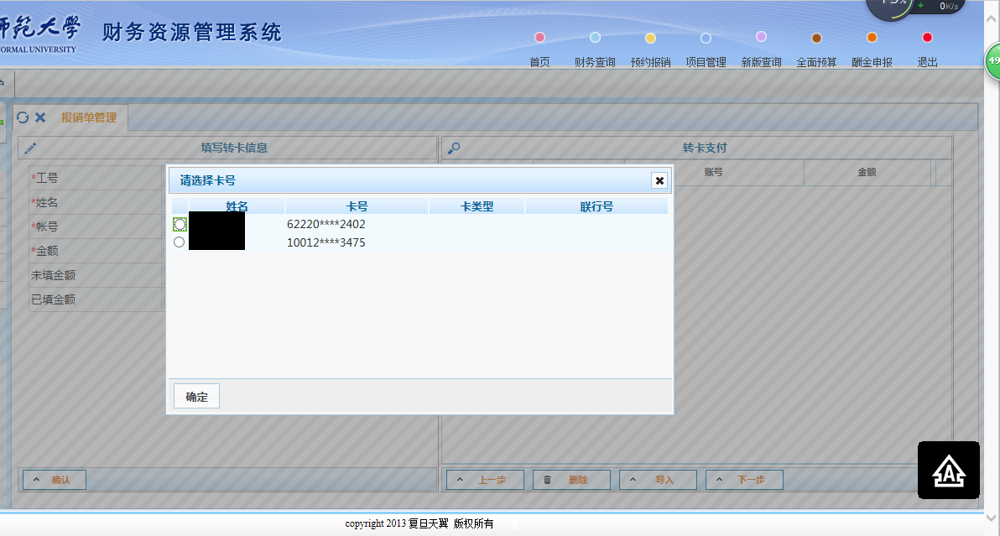 师范大学 财务资源管理系统
ORMAL UNIVERSITY
0K/s
49
首页 财务查询 预约报销 项目管理 新版查询 全面预算 酬金申报 退出
报销单管理
填写转卡信息 转卡支付
账号 金额
*工号
*姓名
*帐号
*金额
未填金额
已填金额
请选择卡号
姓名 卡号 卡类型 联行号
62220****2402
10012****3475
确定
确认 上一步 删除 导入 下一步
copyright 2013 复旦天翼 版权所有